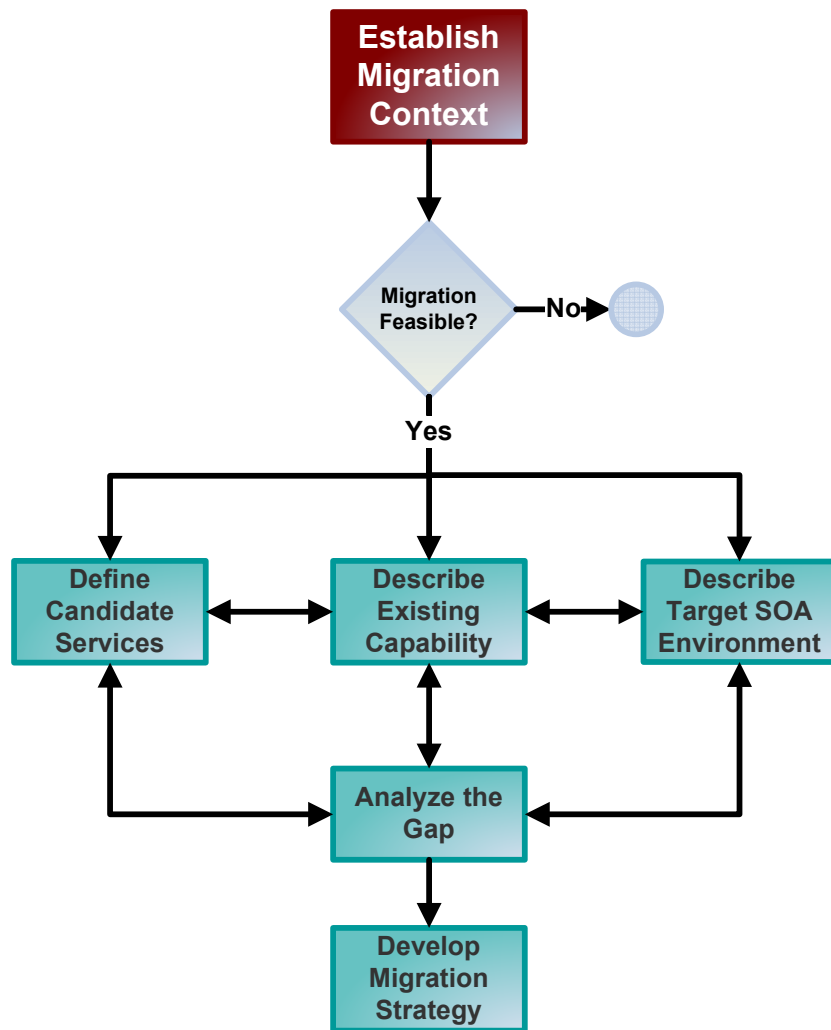 Establish
Migration
Context
Migration
Feasible?
No
Yes
Define
Candidate
Services
Describe
Existing
Capability
Describe
Target SOA
Environment
Analyze the
Gap
Develop
Migration
Strategy